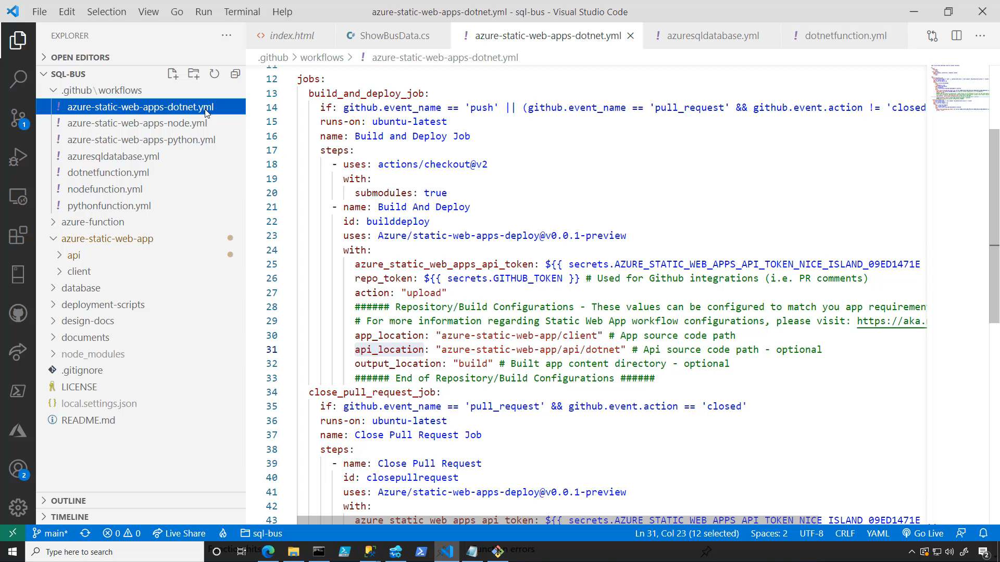 File Edit Selection View Go Run Terminal Help
azure-static-web-apps-dotnet.yml - sql-bus - Visual Studio Code
EXPLORER
OPEN EDITORS
SQL-BUS
.github\workflows
azure-static-web-apps-dotnet.yml
azure-static-web-apps-node.yml
azure-static-web-apps-python.yml
azuresqldatabase.yml
dotnetfunction.yml
nodefunction.yml
pythonfunction.yml
azure-function
azure-static-web-app
api
client
database
deployment-scripts
design-docs
documents
node_modules
.gitignore
LICENSE
local.settings.json
README.md
OUTLINE
TIMELINE
1
2
index.html
ShowBusData.cs
azure-static-web-apps-dotnet.yml
azuresqldatabase.yml
dotnetfunction.yml
.github > workflows > ! azure-static-web-apps-dotnet.yml
11
12 jobs:
13 build_and_deploy_job:
14 if: github.event_name == 'push' || (github.event_name == 'pull_request' && github.event.action != 'closed
15 runs-on: ubuntu-latest
16 name: Build and Deploy Job
17 steps:
18 - uses: actions/checkout@v2
19 with:
20 submodules: true
21 - name: Build And Deploy
22 id: builddeploy
23 uses: Azure/static-web-apps-deploy@v0.0.1-preview
24 with:
25 azure_static_web_apps_api_token: ${{ secrets.AZURE_STATIC_WEB_APPS_API_TOKEN_NICE_ISLAND_09ED1471E
26 repo_token: ${{ secrets.GITHUB_TOKEN }} # Used for Github integrations (i.e. PR comments)
27 action: "upload"
28 ###### Repository/Build Configurations - These values can be configured to match you app requiremen
29 # For more information regarding Static Web App workflow configurations, please visit: https://aka.
30 app_location: "azure-static-web-app/client" # App source code path
31 api_location: "azure-static-web-app/api/dotnet" # Api source code path - optional
32 output_location: "build" # Built app content directory - optional
33 ###### End of Repository/Build Configurations ######
34 close_pull_request_job:
35 if: github.event_name == 'pull_request' && github.event.action == 'closed'
36 runs-on: ubuntu-latest
37 name: Close Pull Request Job
38 steps:
39 - name: Close Pull Request
40 id: closepullrequest
41 uses: Azure/static-web-apps-deploy@v0.0.1-preview
42 with:
43 azure_static_web_apps_api_token: ${{ secrets.AZURE_STATIC_WEB_APPS_API_TOKEN_NICE_ISLAND_09ED1471E
main* 0 0 Live Share sql-bus
Ln 31, Col 23 (12 selected) Spaces: 2 UTF-8 CRLF YAML Go Live
Type here to search
2